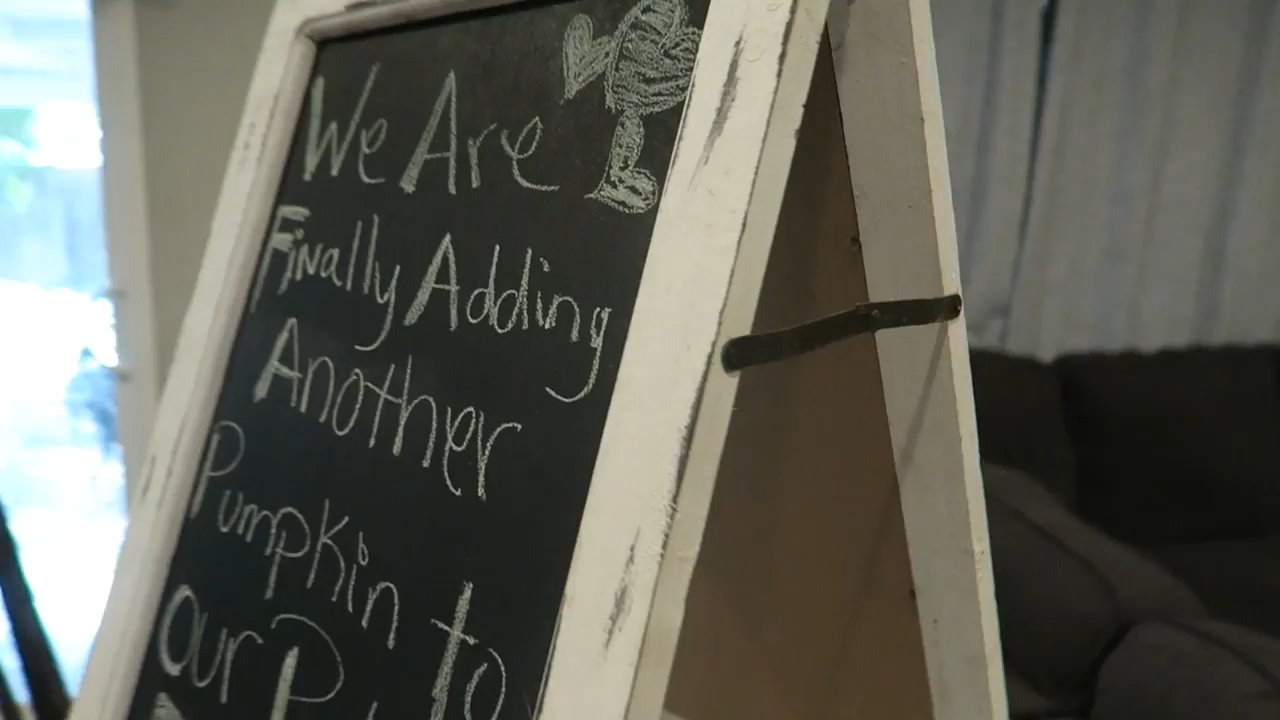 We Are
Finally Adding
Another
Pumpkin to
our